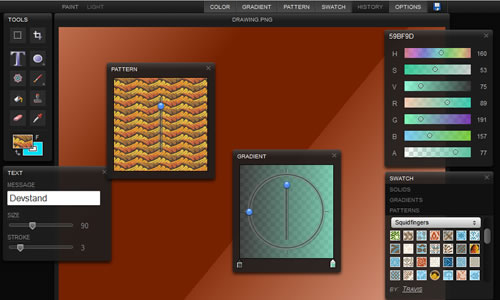 PAINT LIGHT COLOR GRADIENT PATTERN SWATCH HISTORY OPTIONS
DRAWING.PNG
TOOLS
T
F
TEXT
MESSAGE
Devstand
SIZE
90
STROKE
3
PATTERN
GRADIENT
59BF9D
H 160
S 53
V 75
R 89
G 191
B 157
A 77
SWATCH
SOLIDS
GRADIENTS
PATTERNS
Squidfingers
BY: TRAVIS